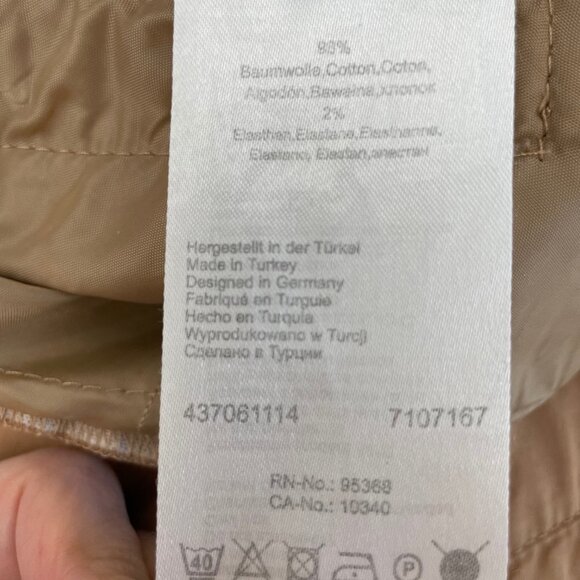 98%
Baumwolle,Cotton,Coton,
Algodón,Bawełna,хлопок
2%
Elasthan,Elastane,Elasthanne,
Elastano, Elastan,эластан
Hergestellt in der Türkei
Made in Turkey
Designed in Germany
Fabriqué en Turquie
Hecho en Turquia
Wyprodukowano w Turcji
Сделано в Турции
437061114 7107167
RN-No.: 95368
CA-No.: 10340
40 P